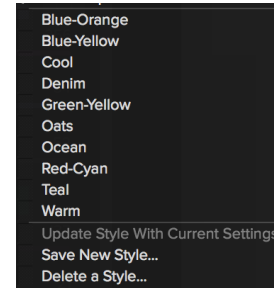 Blue-Orange
Blue-Yellow
Cool
Denim
Green-Yellow
Oats
Ocean
Red-Cyan
Teal
Warm
Update Style With Current Settings
Save New Style...
Delete a Style...